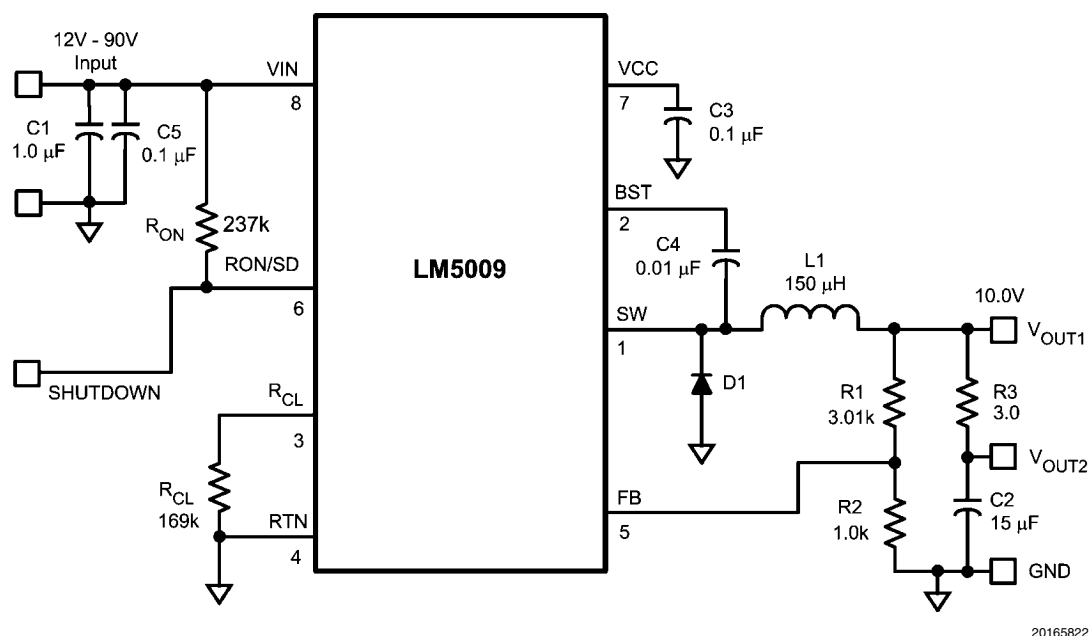 12V - 90V
Input
VIN
8
C1
1.0 μF
C5
0.1 μF
R_ON
237k
RON/SD
6
SHUTDOWN
R_CL
3
R_CL
169k
RTN
4
LM5009
VCC
7
C3
0.1 μF
BST
2
C4
0.01 μF
L1
150 μH
SW
1
D1
10.0V
V_OUT1
R1
3.01k
R3
3.0
V_OUT2
FB
5
R2
1.0k
C2
15 μF
GND
20165822